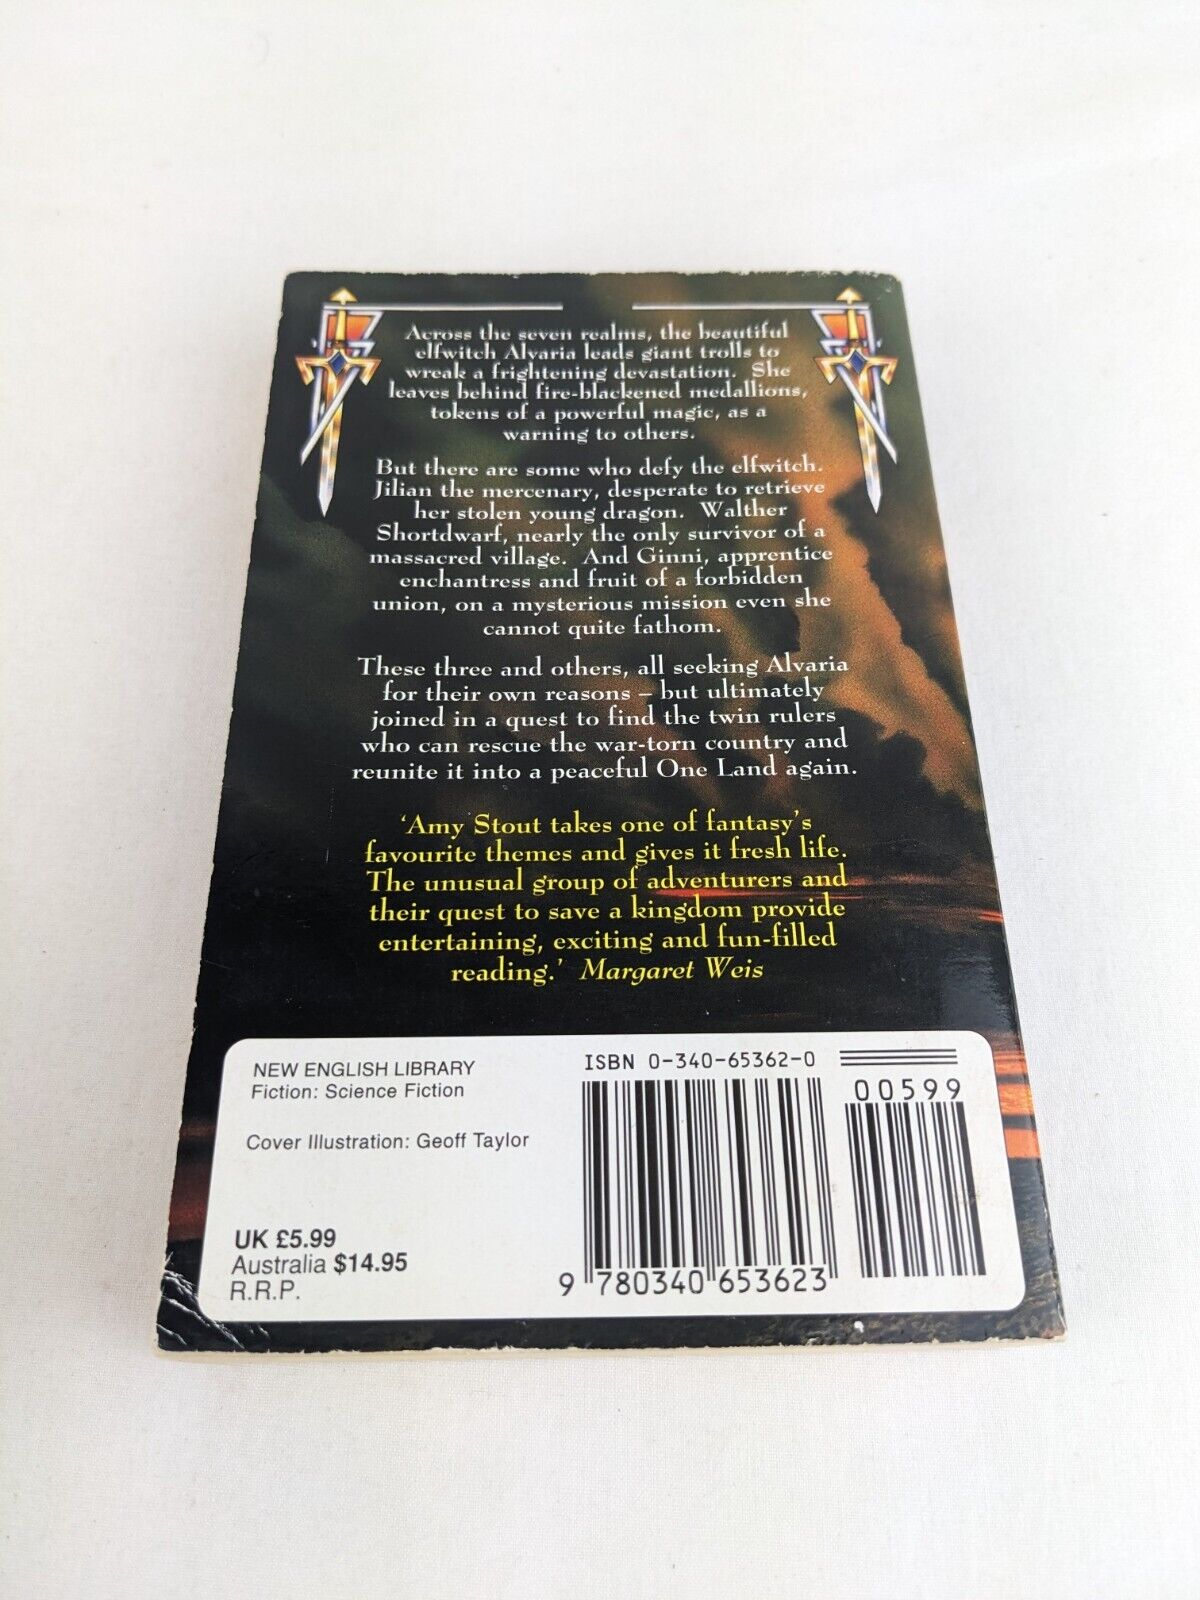 Across the seven realms, the beautiful
elfwitch Alvaria leads giant trolls to
wreak a frightening devastation. She
leaves behind fire-blackened medallions,
tokens of a powerful magic, as a
warning to others.
But there are some who defy the elfwitch.
Jilian the mercenary, desperate to retrieve
her stolen young dragon. Walther
Shortdwarf, nearly the only survivor of a
massacred village. And Ginni, apprentice
enchantress and fruit of a forbidden
union, on a mysterious mission even she
cannot quite fathom.
These three and others, all seeking Alvaria
for their own reasons – but ultimately
joined in a quest to find the twin rulers
who can rescue the war-torn country and
reunite it into a peaceful One Land again.
‘Amy Stout takes one of fantasy’s
favourite themes and gives it fresh life.
The unusual group of adventurers and
their quest to save a kingdom provide
entertaining, exciting and fun-filled
reading.’ Margaret Weis
NEW ENGLISH LIBRARY
Fiction: Science Fiction
Cover Illustration: Geoff Taylor
UK £5.99
Australia $14.95
R.R.P.
ISBN 0-340-65362-0
00599
9 780340 653623